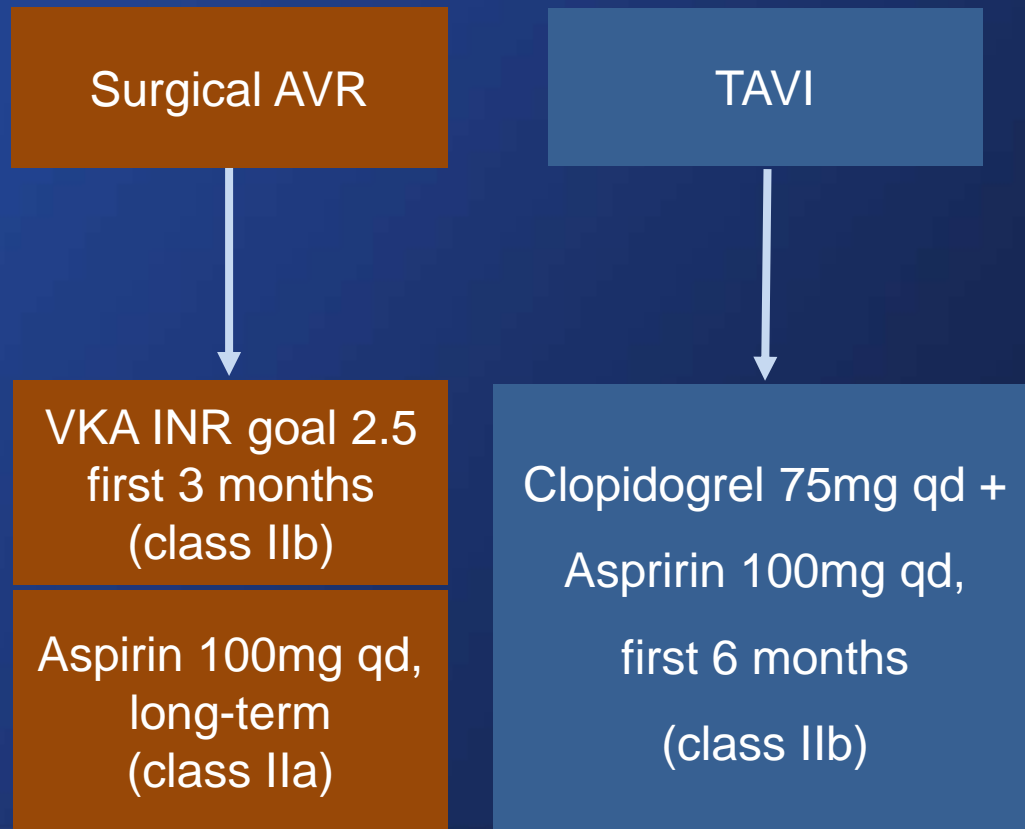 Surgical AVR
TAVI
VKA INR goal 2.5
first 3 months
(class IIb)
Aspirin 100mg qd,
long-term
(class IIa)
Clopidogrel 75mg qd +
Aspririn 100mg qd,
first 6 months
(class IIb)